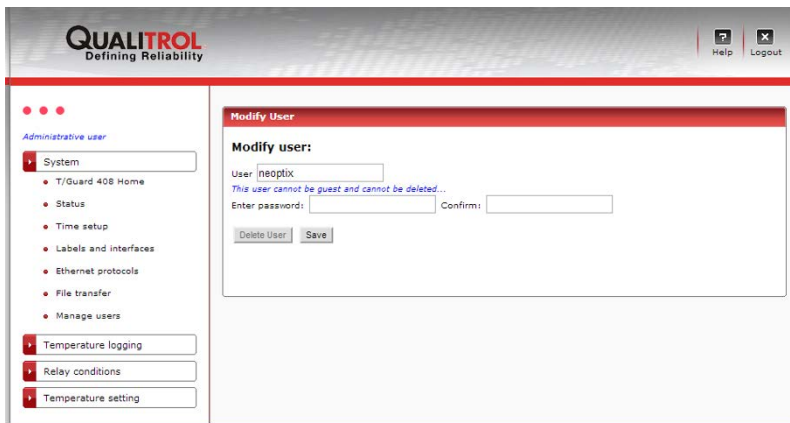 QUALITROL
Defining Reliability
? Help
X Logout
Administrative user
System
T/Guard 408 Home
Status
Time setup
Labels and interfaces
Ethernet protocols
File transfer
Manage users
Temperature logging
Relay conditions
Temperature setting
Modify User
Modify user:
User neoptix
This user cannot be guest and cannot be deleted...
Enter password: Confirm:
Delete User Save